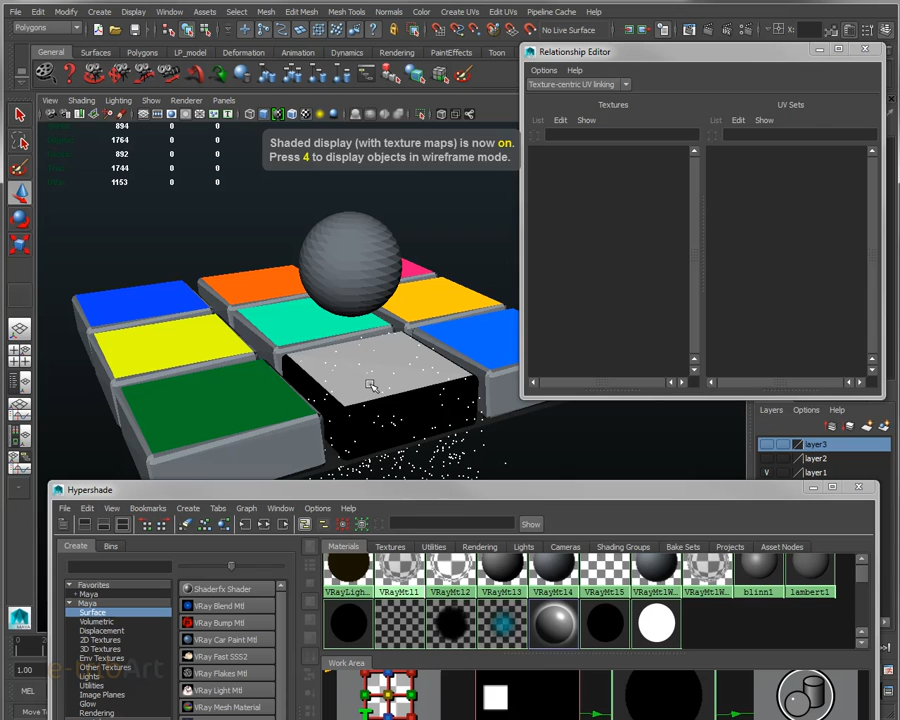 File Edit Modify Create Display Window Assets Select Mesh Edit Mesh Mesh Tools Normals Color Create UVs Edit UVs Pipeline Cache Help
Polygons
No Live Surface
General Surfaces Polygons LP_model Deformation Animation Dynamics Rendering PaintEffects Toon
Relationship Editor
Options Help
Texture-centric UV linking
Textures UV Sets
List Edit Show List Edit Show
View Shading Lighting Show Renderer Panels
894 0 0
1764 0 0
892 0 0
1744 0 0
1153 0 0
Shaded display (with texture maps) is now on.
Press 4 to display objects in wireframe mode.
Layers Options Help
layer3
layer2
V layer1
Hypershade
File Edit View Bookmarks Create Tabs Graph Window Options Help
Show
Create Bins
Materials Textures Utilities Rendering Lights Cameras Shading Groups Bake Sets Projects Asset Nodes
Favorites
+ Maya
Maya
Surface
Volumetric
Displacement
2D Textures
3D Textures
Env Textures
Other Textures
Lights
Utilities
Image Planes
Glow
Rendering
Shaderfx Shader
VRay Blend Mtl
VRay Bump Mtl
VRay Car Paint Mtl
VRay Fast SSS2
VRay Flakes Mtl
VRay Light Mtl
VRay Mesh Material
VRayLigh… VRayMtl1 VRayMtl2 VRayMtl3 VRayMtl4 VRayMtl5 VRayMtlW… VRayMtlW… blinn1 lambert1
Work Area
0
1.00
MEL